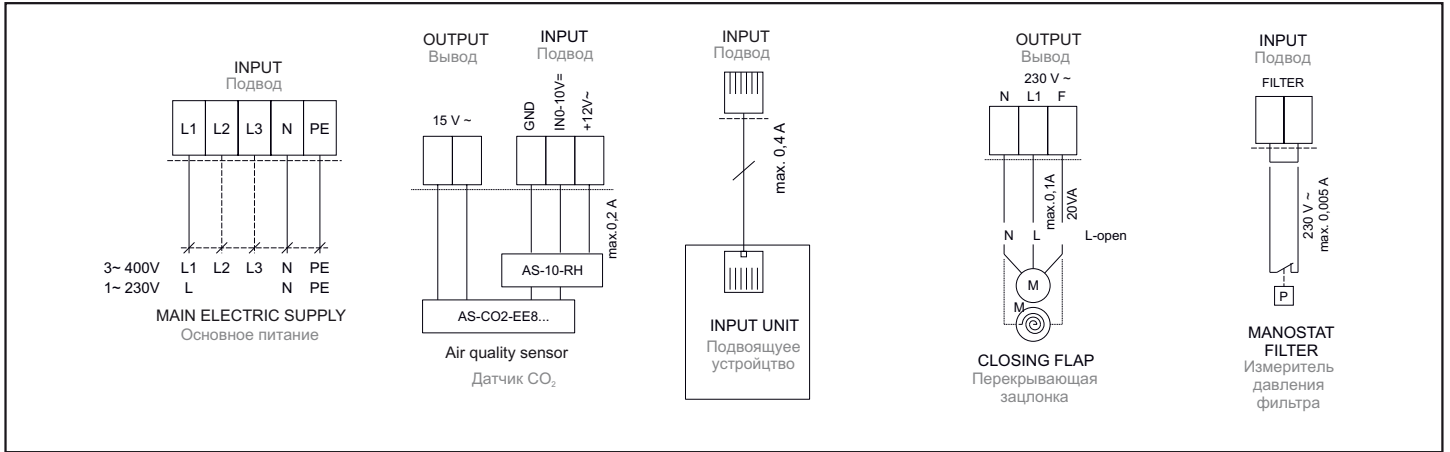 INPUT
Подвод
L1 L2 L3 N PE
3~ 400V L1 L2 L3 N PE
1~ 230V L N PE
MAIN ELECTRIC SUPPLY
Основное питание
OUTPUT
Вывод
INPUT
Подвод
15 V ~
GND
IN0-10V=
+12V~
max.0,2 A
AS-10-RH
AS-CO2-EE8...
Air quality sensor
Датчик CO₂
INPUT
Подвод
max. 0,4 A
INPUT UNIT
Подвоящуее
устройцтво
OUTPUT
Вывод
230 V ~
N L1 F
max.0,1A
20VA
N L L-open
M
M
CLOSING FLAP
Перекрывающая
зацлонка
INPUT
Подвод
FILTER
230 V ~
max. 0,005 A
P
MANOSTAT
FILTER
Измеритель
давления
фильтра